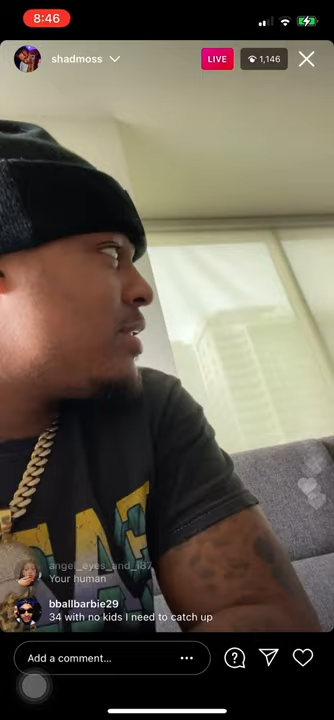 8:46
shadmoss
LIVE
1,146
angel_eyes_and_i87
Your human
bballbarbie29
34 with no kids I need to catch up
Add a comment...